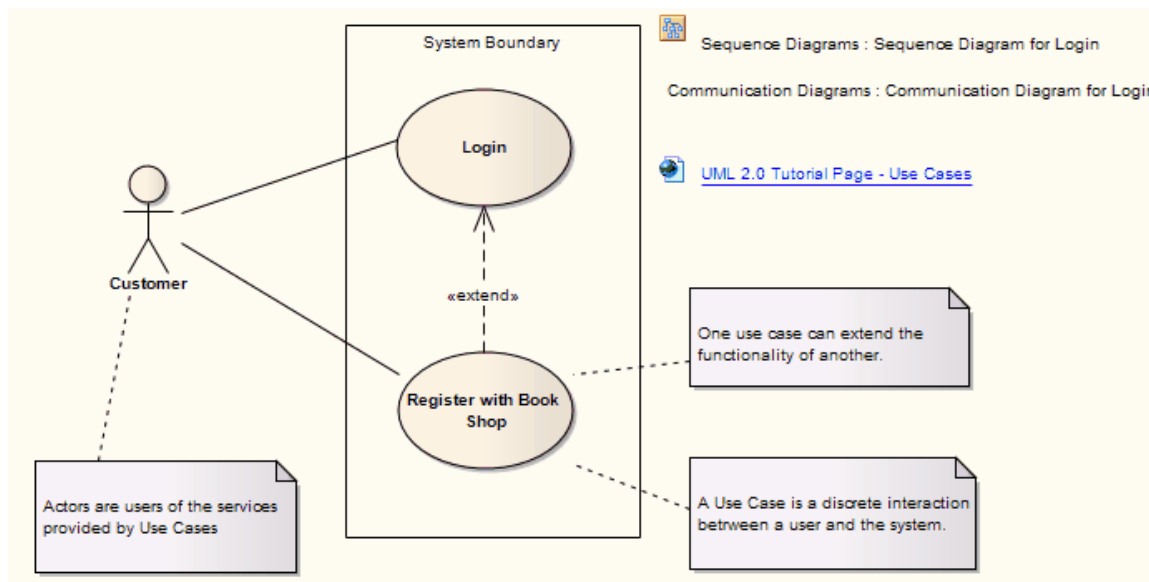 System Boundary
Sequence Diagrams : Sequence Diagram for Login
Communication Diagrams : Communication Diagram for Login
Login
UML 2.0 Tutorial Page - Use Cases
Customer
«extend»
One use case can extend the
functionality of another.
Register with Book
Shop
Actors are users of the services
provided by Use Cases
A Use Case is a discrete interaction
betrween a user and the system.